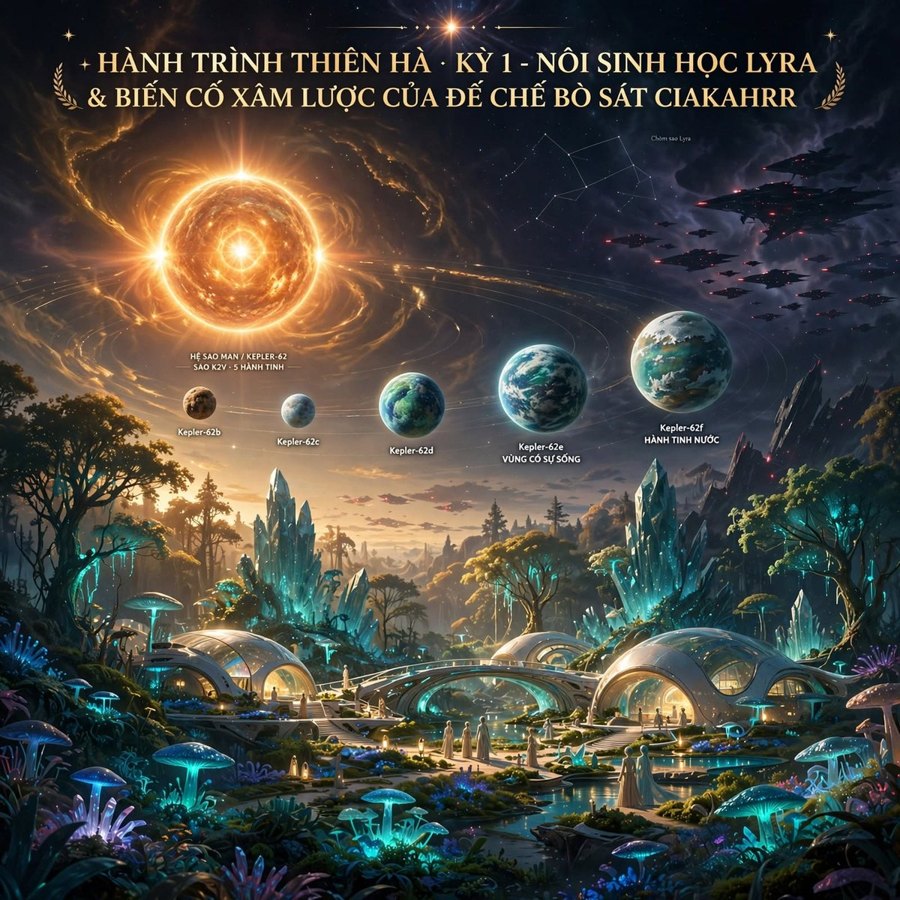 HÀNH TRÌNH THIÊN HÀ · KỲ 1 - NÔI SINH HỌC LYRA
& BIẾN CỐ XÂM LƯỢC CỦA ĐẾ CHẾ BÒ SÁT CIAKAHRR
Chòm sao Lyra
HỆ SAO MAN / KEPLER-62
SAO K2V · 5 HÀNH TINH
Kepler-62b
Kepler-62c
Kepler-62d
Kepler-62e
VÙNG CÓ SỰ SỐNG
Kepler-62f
HÀNH TINH NƯỚC